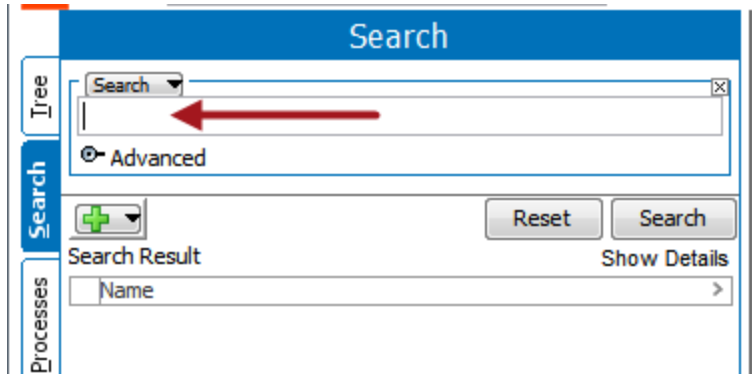 Search
Tree
Search
Processes
Search
Advanced
Reset
Search
Search Result
Show Details
Name